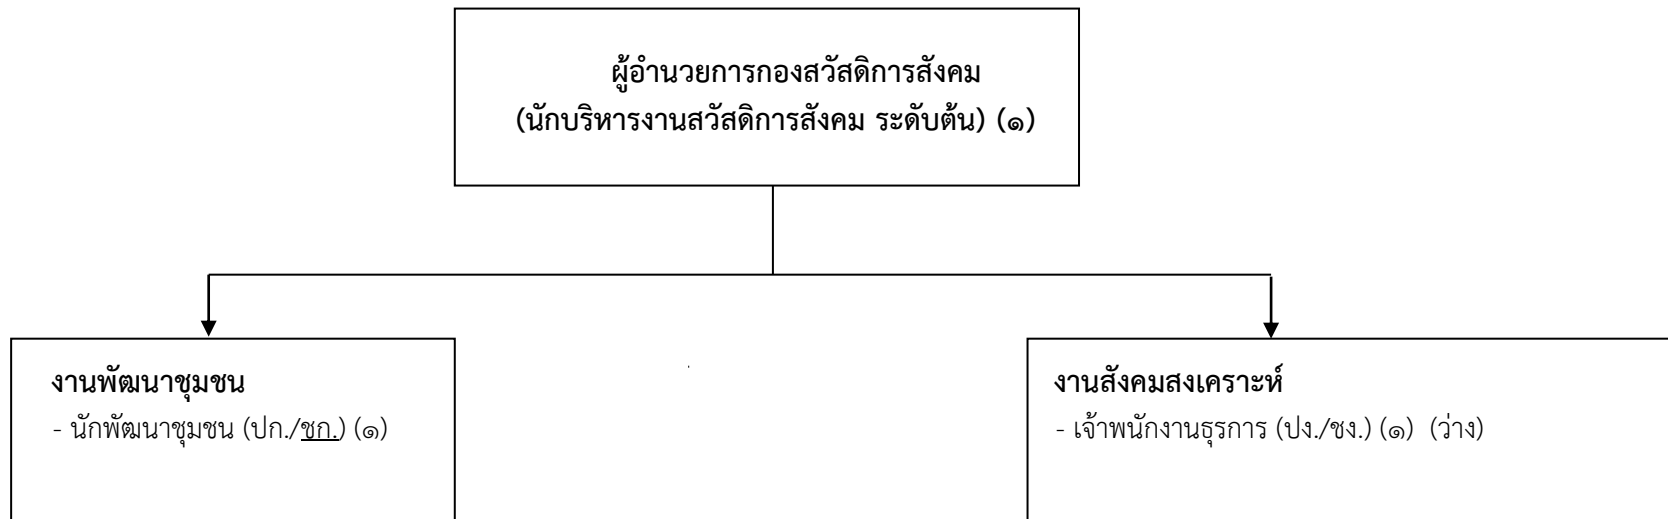 ผู้อำนวยการกองสวัสดิการสังคม
(นักบริหารงานสวัสดิการสังคม ระดับต้น) (๑)
งานพัฒนาชุมชน
- นักพัฒนาชุมชน (ปก./ชก.) (๑)
งานสังคมสงเคราะห์
- เจ้าพนักงานธุรการ (ปง./ชง.) (๑) (ว่าง)